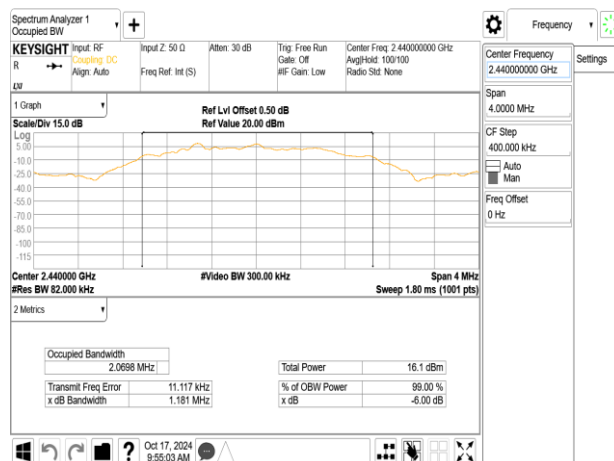 Spectrum Analyzer 1
Occupied BW
Frequency
KEYSIGHT
Input: RF
Coupling: DC
Align: Auto
Input Z: 50 Ω
Freq Ref: Int (S)
Atten: 30 dB
Trig: Free Run
Gate: Off
#IF Gain: Low
Center Freq: 2.440000000 GHz
Avg|Hold: 100/100
Radio Std: None
R
LXI
1 Graph
Scale/Div 15.0 dB
Ref Lvl Offset 0.50 dB
Ref Value 20.00 dBm
Log
5.00
-10.0
-25.0
-40.0
-55.0
-70.0
-85.0
-100
-115
Center 2.440000 GHz
#Res BW 82.000 kHz
#Video BW 300.00 kHz
Span 4 MHz
Sweep 1.80 ms (1001 pts)
2 Metrics
Occupied Bandwidth
2.0698 MHz
Transmit Freq Error 11.117 kHz
x dB Bandwidth 1.181 MHz
Total Power 16.1 dBm
% of OBW Power 99.00 %
x dB -6.00 dB
?
Oct 17, 2024
9:55:03 AM
Center Frequency
2.440000000 GHz
Settings
Span
4.0000 MHz
CF Step
400.000 kHz
Auto
Man
Freq Offset
0 Hz